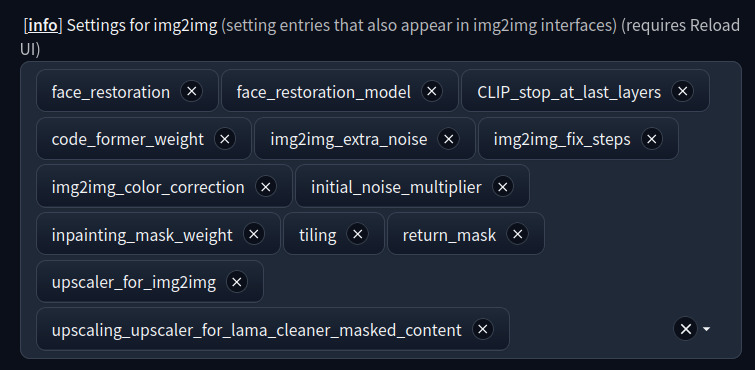 [info] Settings for img2img (setting entries that also appear in img2img interfaces) (requires Reload
UI)
face_restoration × face_restoration_model × CLIP_stop_at_last_layers ×
code_former_weight × img2img_extra_noise × img2img_fix_steps ×
img2img_color_correction × initial_noise_multiplier ×
inpainting_mask_weight × tiling × return_mask ×
upscaler_for_img2img ×
upscaling_upscaler_for_lama_cleaner_masked_content ×